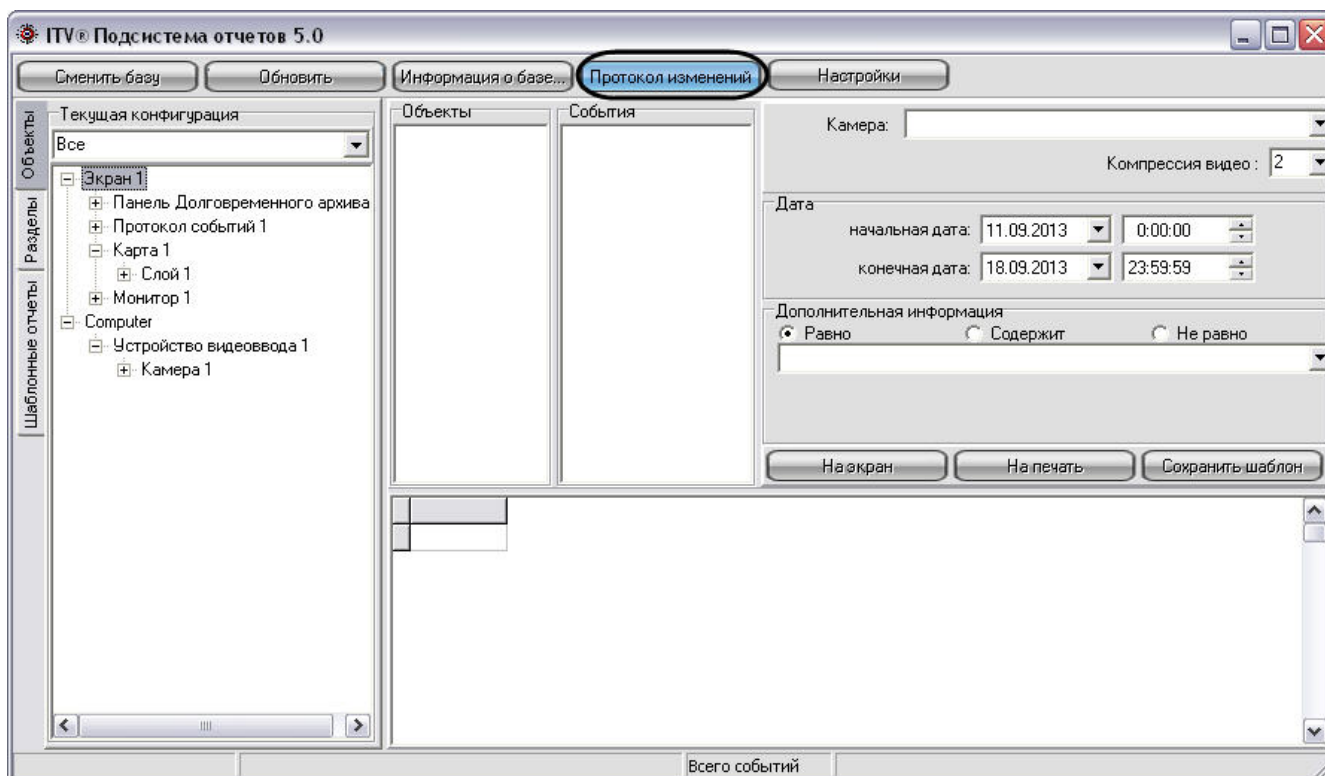 ITV® Подсистема отчетов 5.0
Сменить базу
Обновить
Информация о базе...
Протокол изменений
Настройки
Объекты
Разделы
Шаблонные отчеты
Текущая конфигурация
Все
Экран 1
Панель Долговременного архива
Протокол событий 1
Карта 1
Слой 1
Монитор 1
Computer
Устройство видеоввода 1
Камера 1
Объекты
События
Камера:
Компрессия видео : 2
Дата
начальная дата: 11.09.2013 0:00:00
конечная дата: 18.09.2013 23:59:59
Дополнительная информация
Равно
Содержит
Не равно
На экран
На печать
Сохранить шаблон
Всего событий